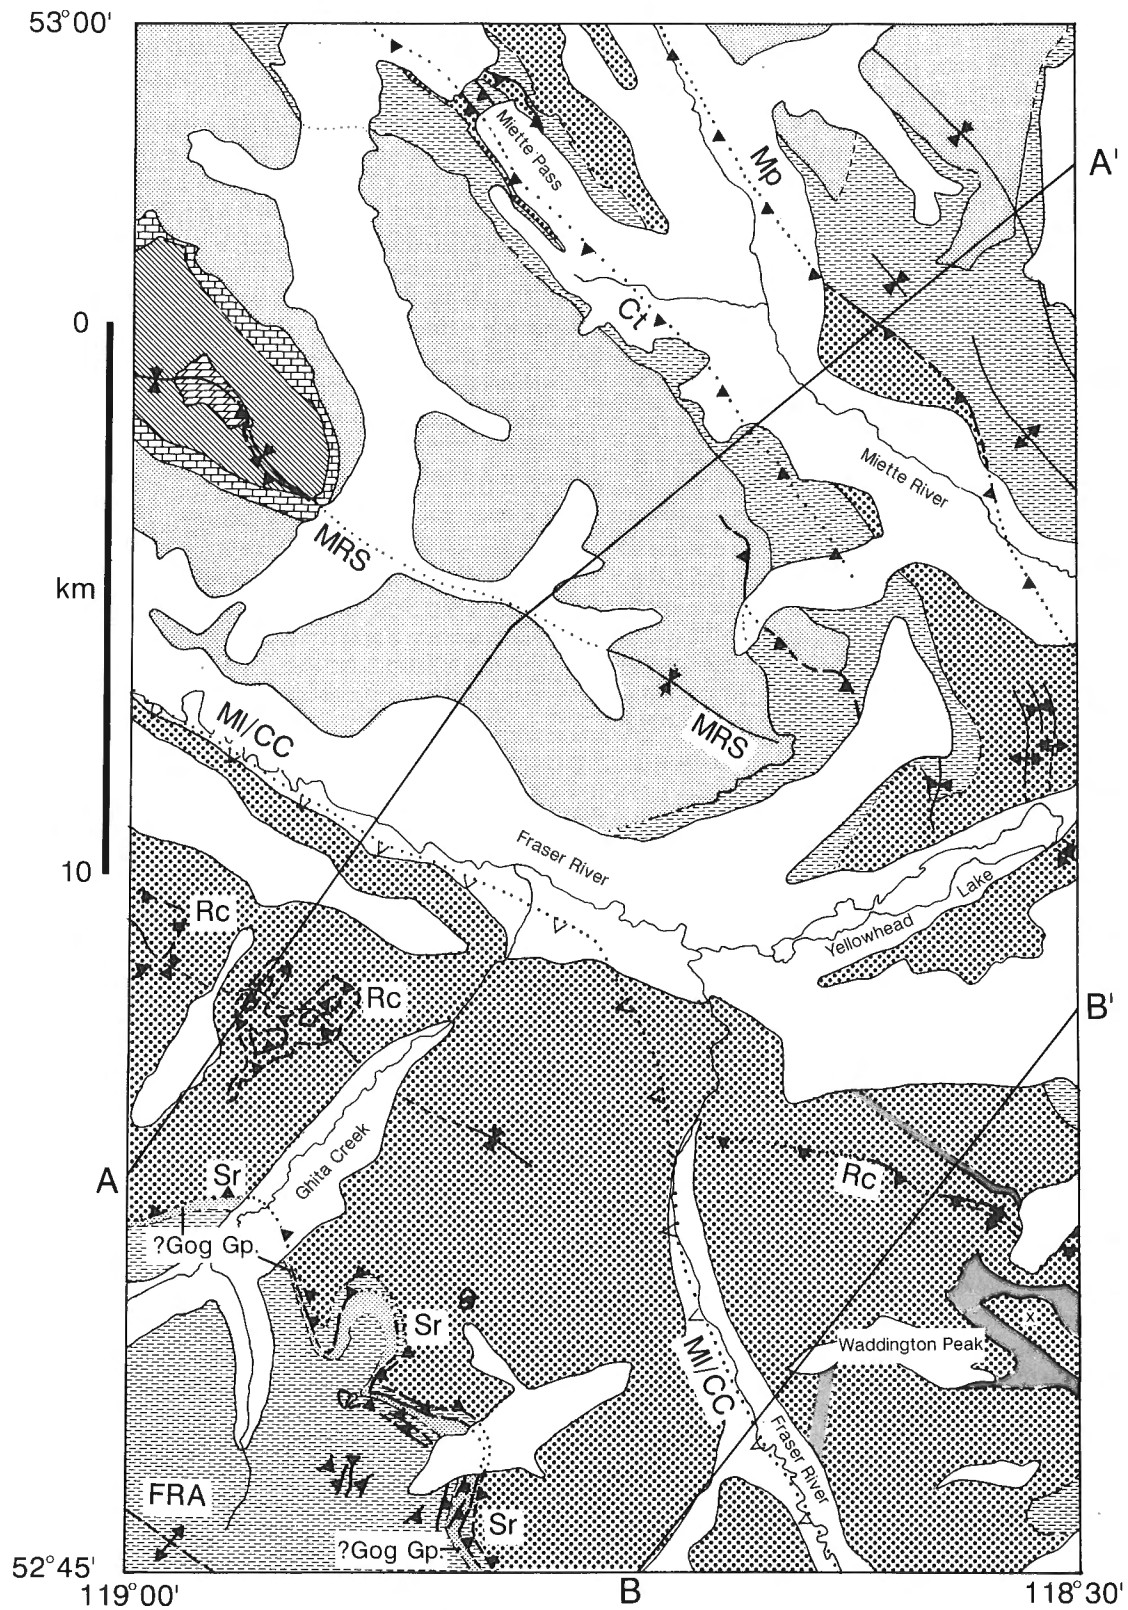 53°00'
Miette Pass
Mp
A'
0
Ct
Miette River
MRS
km
MRS
MI/CC
Fraser River
10
Yellowhead Lake
Rc
Rc
B'
Ghita Creek
A
Sr
Rc
?Gog Gp.
x
Sr
Waddington Peak
MI/CC
Fraser River
FRA
Sr
?Gog Gp.
52°45'
119°00'
B
118°30'